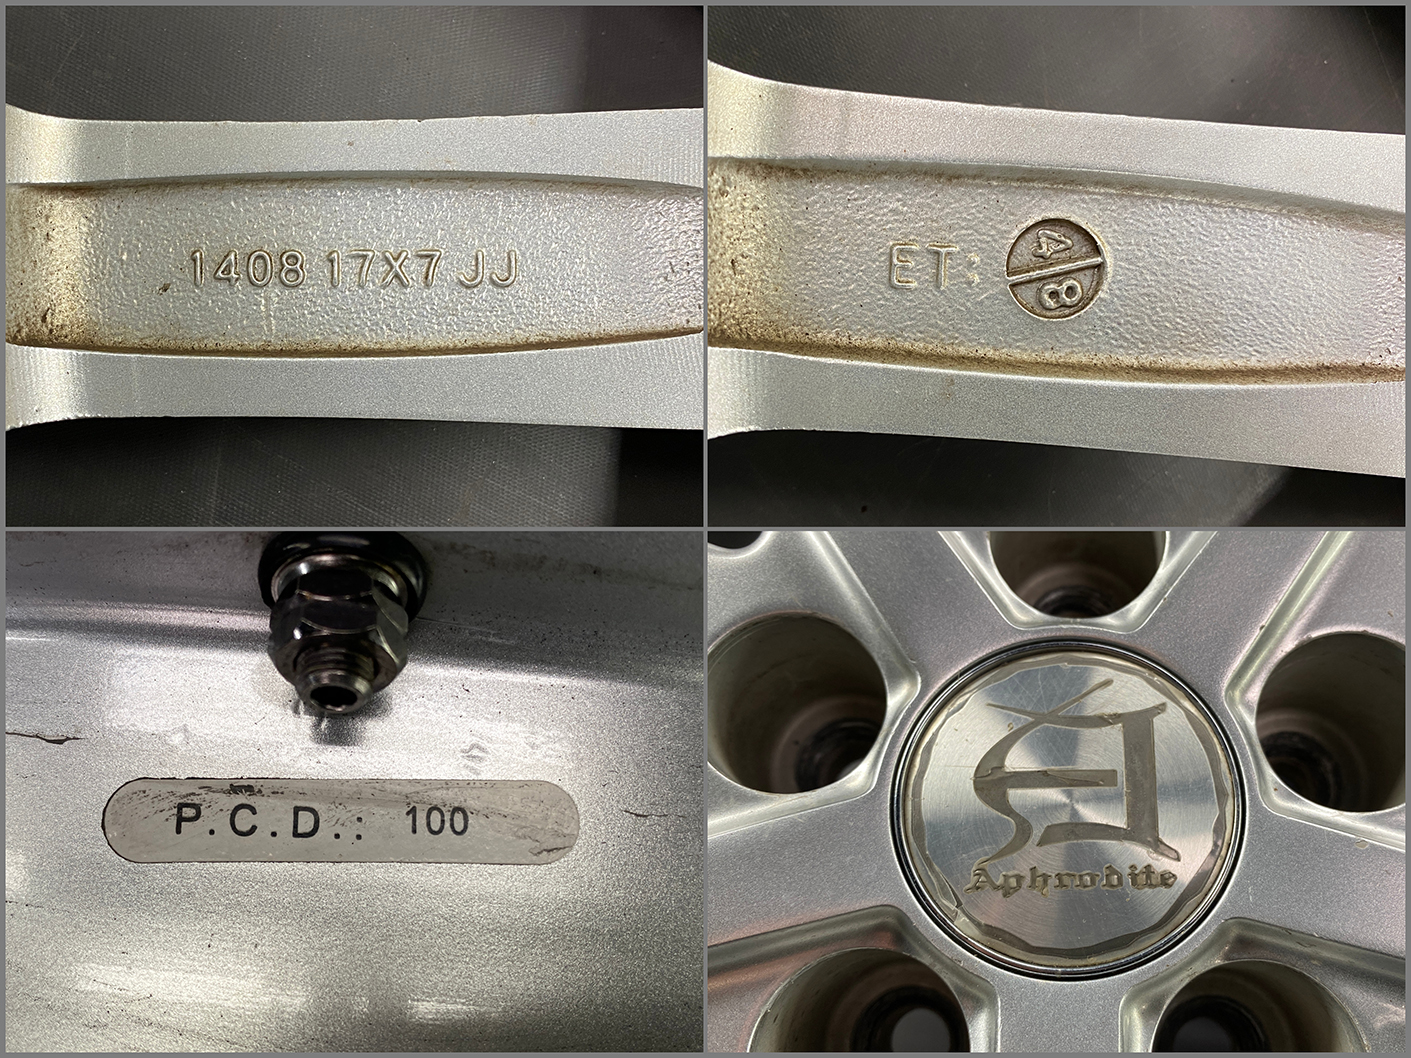 1408 17X7 JJ
ET: 48
P.C.D.: 100
A
Aphrodite